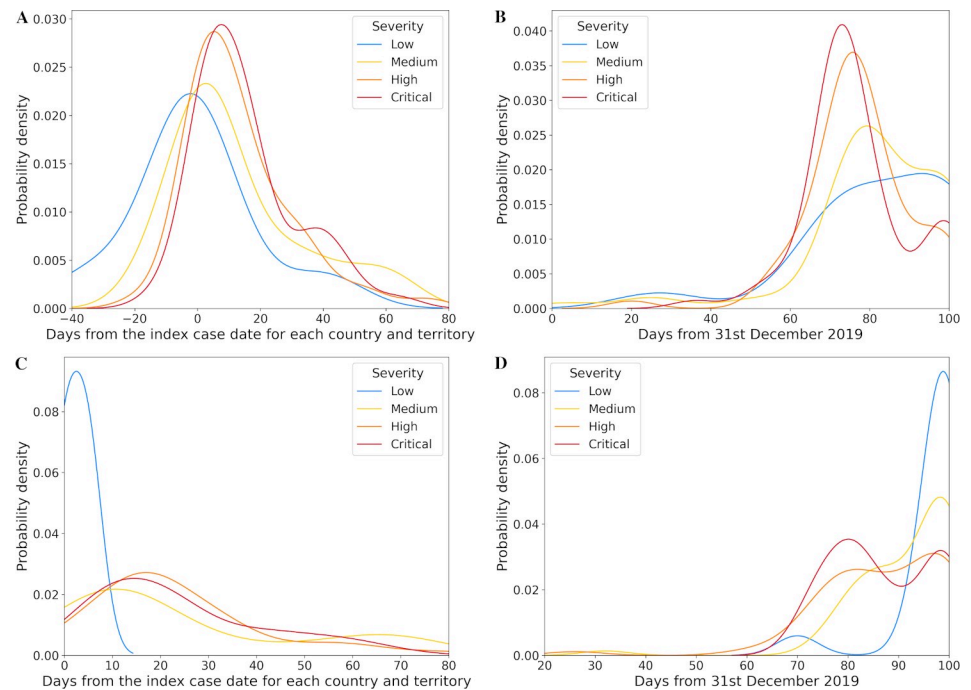 A
Probability density
0.030
0.025
0.020
0.015
0.010
0.005
0.000
Severity
Low
Medium
High
Critical
−40 −20 0 20 40 60 80
Days from the index case date for each country and territory
B
Probability density
0.040
0.035
0.030
0.025
0.020
0.015
0.010
0.005
0.000
Severity
Low
Medium
High
Critical
0 20 40 60 80 100
Days from 31st December 2019
C
Probability density
0.08
0.06
0.04
0.02
0.00
Severity
Low
Medium
High
Critical
0 10 20 30 40 50 60 70 80
Days from the index case date for each country and territory
D
Probability density
0.08
0.06
0.04
0.02
0.00
Severity
Low
Medium
High
Critical
20 30 40 50 60 70 80 90 100
Days from 31st December 2019